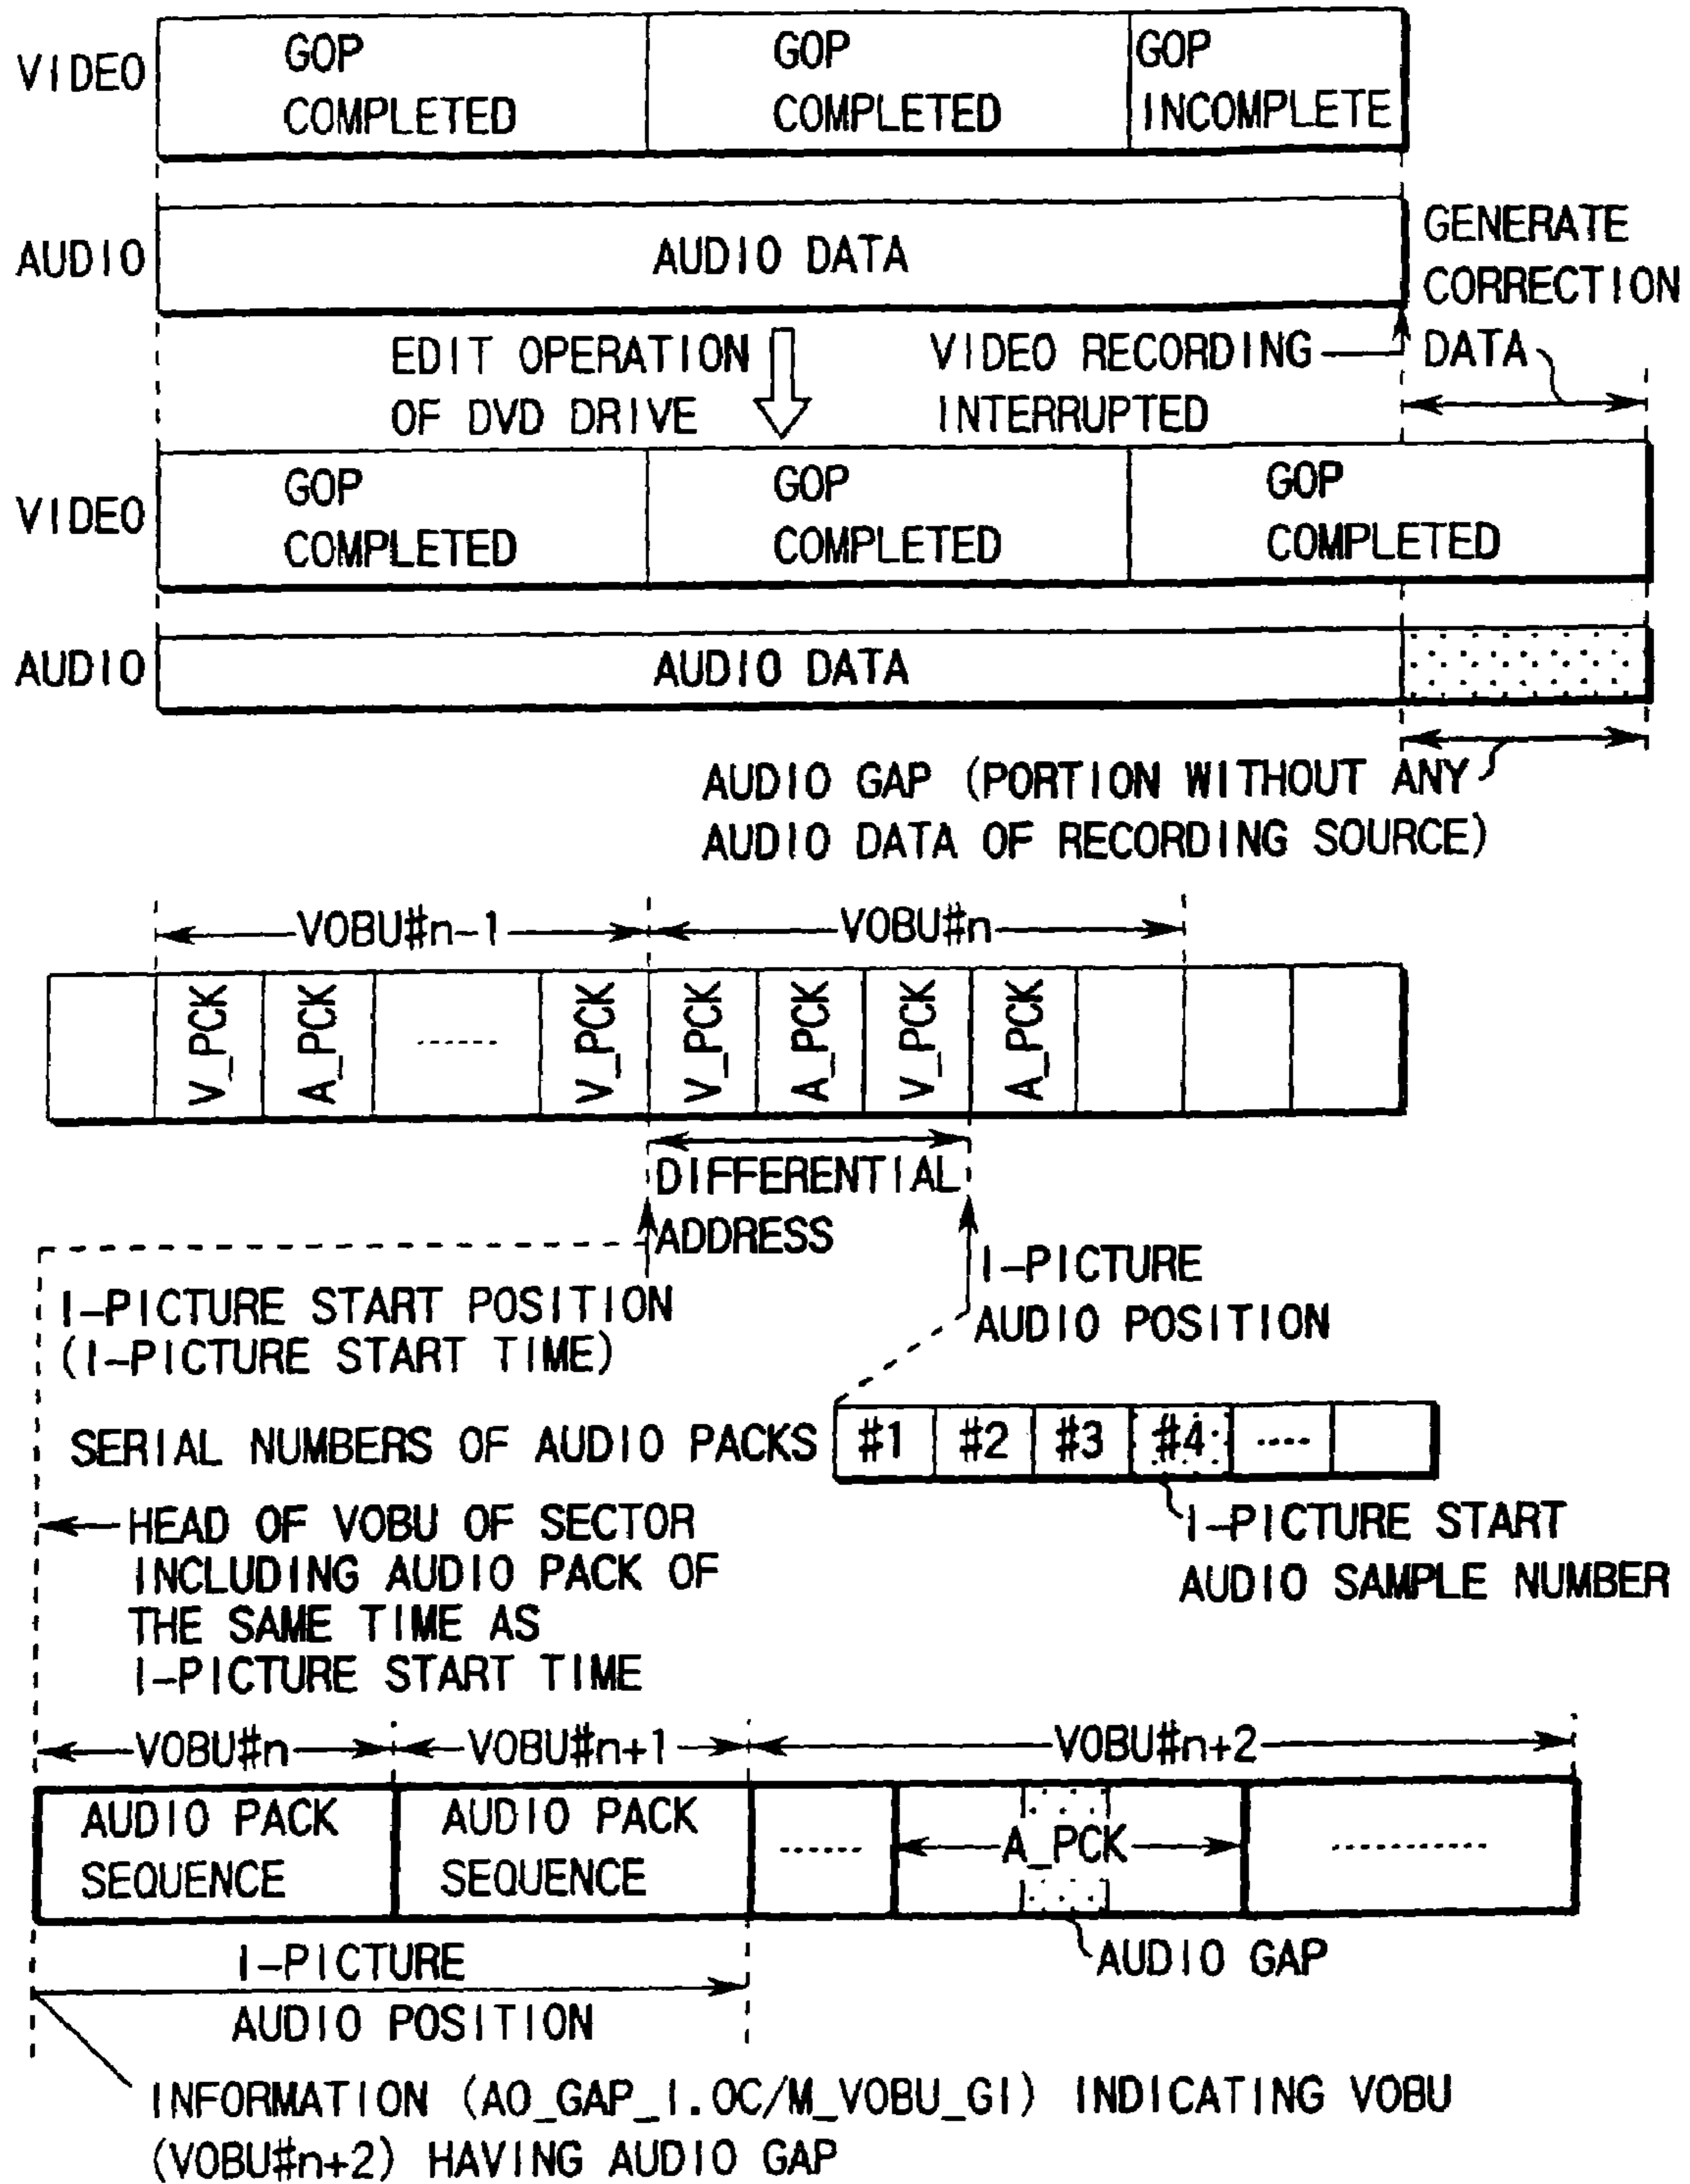 VIDEO
GOP COMPLETED
GOP COMPLETED
GOP INCOMPLETE
AUDIO
AUDIO DATA
GENERATE
CORRECTION
DATA
EDIT OPERATION
OF DVD DRIVE
VIDEO RECORDING
INTERRUPTED
VIDEO
GOP COMPLETED
GOP COMPLETED
GOP COMPLETED
AUDIO
AUDIO DATA
AUDIO GAP (PORTION WITHOUT ANY
AUDIO DATA OF RECORDING SOURCE)
VOBU#n-1
VOBU#n
V_PCK
A_PCK
.......
V_PCK
V_PCK
A_PCK
V_PCK
A_PCK
DIFFERENTIAL
ADDRESS
I-PICTURE START POSITION
(I-PICTURE START TIME)
I-PICTURE
AUDIO POSITION
SERIAL NUMBERS OF AUDIO PACKS
#1
#2
#3
#4
....
I-PICTURE START
AUDIO SAMPLE NUMBER
HEAD OF VOBU OF SECTOR
INCLUDING AUDIO PACK OF
THE SAME TIME AS
I-PICTURE START TIME
VOBU#n
VOBU#n+1
VOBU#n+2
AUDIO PACK
SEQUENCE
AUDIO PACK
SEQUENCE
......
A_PCK
...........
AUDIO GAP
I-PICTURE
AUDIO POSITION
INFORMATION (A0_GAP_I.OC/M_VOBU_GI) INDICATING VOBU
(VOBU#n+2) HAVING AUDIO GAP